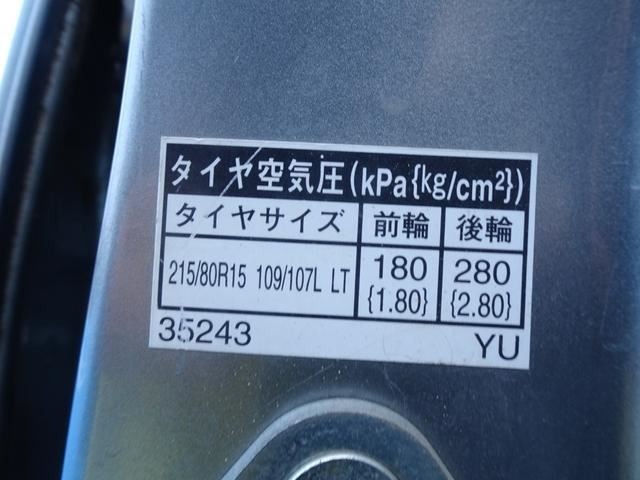 タイヤ空気圧(kPa{kg/cm²})
タイヤサイズ 前輪 後輪
215/80R15 109/107L LT 180 280
{1.80} {2.80}
35243 YU